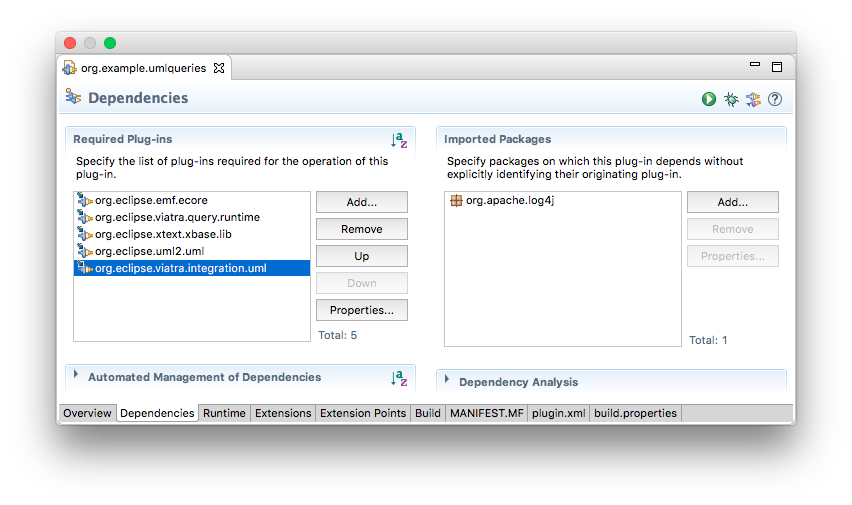 org.example.umlqueries
Dependencies
Required Plug-ins
Specify the list of plug-ins required for the operation of this
plug-in.
org.eclipse.emf.ecore
org.eclipse.viatra.query.runtime
org.eclipse.xtext.xbase.lib
org.eclipse.uml2.uml
org.eclipse.viatra.integration.uml
Add...
Remove
Up
Down
Properties...
Total: 5
Imported Packages
Specify packages on which this plug-in depends without
explicitly identifying their originating plug-in.
org.apache.log4j
Add...
Remove
Properties...
Total: 1
Automated Management of Dependencies
Dependency Analysis
Overview Dependencies Runtime Extensions Extension Points Build MANIFEST.MF plugin.xml build.properties